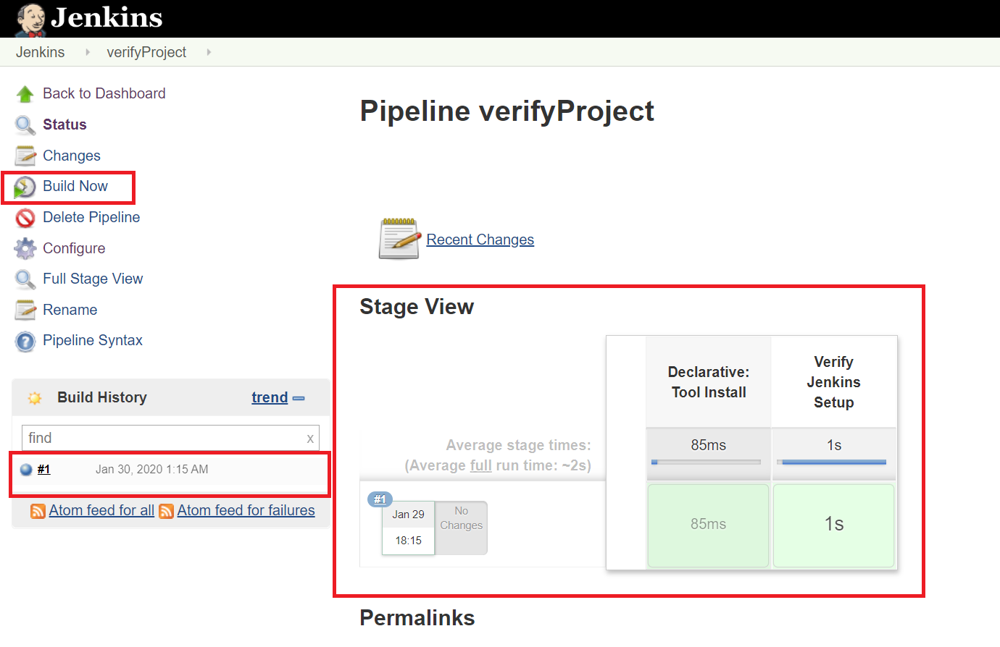 Jenkins
Jenkins
verifyProject
Back to Dashboard
Status
Changes
Build Now
Delete Pipeline
Configure
Full Stage View
Rename
Pipeline Syntax
Build History
trend
find
x
#1
Jan 30, 2020 1:15 AM
Atom feed for all
Atom feed for failures
Pipeline verifyProject
Recent Changes
Stage View
Declarative:
Tool Install
Verify
Jenkins
Setup
Average stage times:
(Average full run time: ~2s)
85ms
1s
#1
Jan 29
18:15
No
Changes
85ms
1s
Permalinks